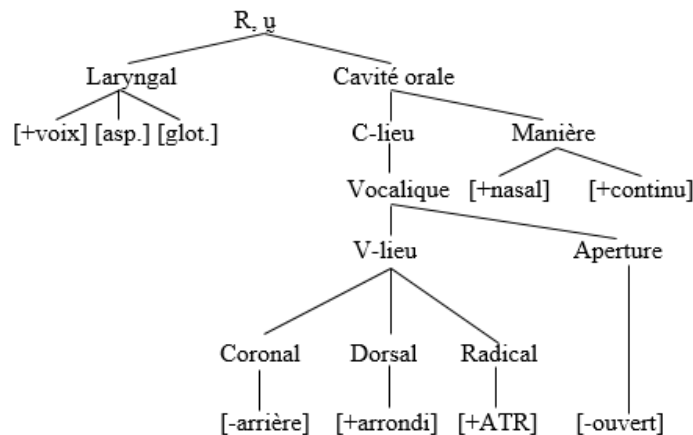 R, ṵ
Laryngal Cavité orale
[+voix] [asp.] [glot.] C-lieu Manière
Vocalique [+nasal] [+continu]
V-lieu Aperture
Coronal Dorsal Radical
[-arrière] [+arrondi] [+ATR] [-ouvert]